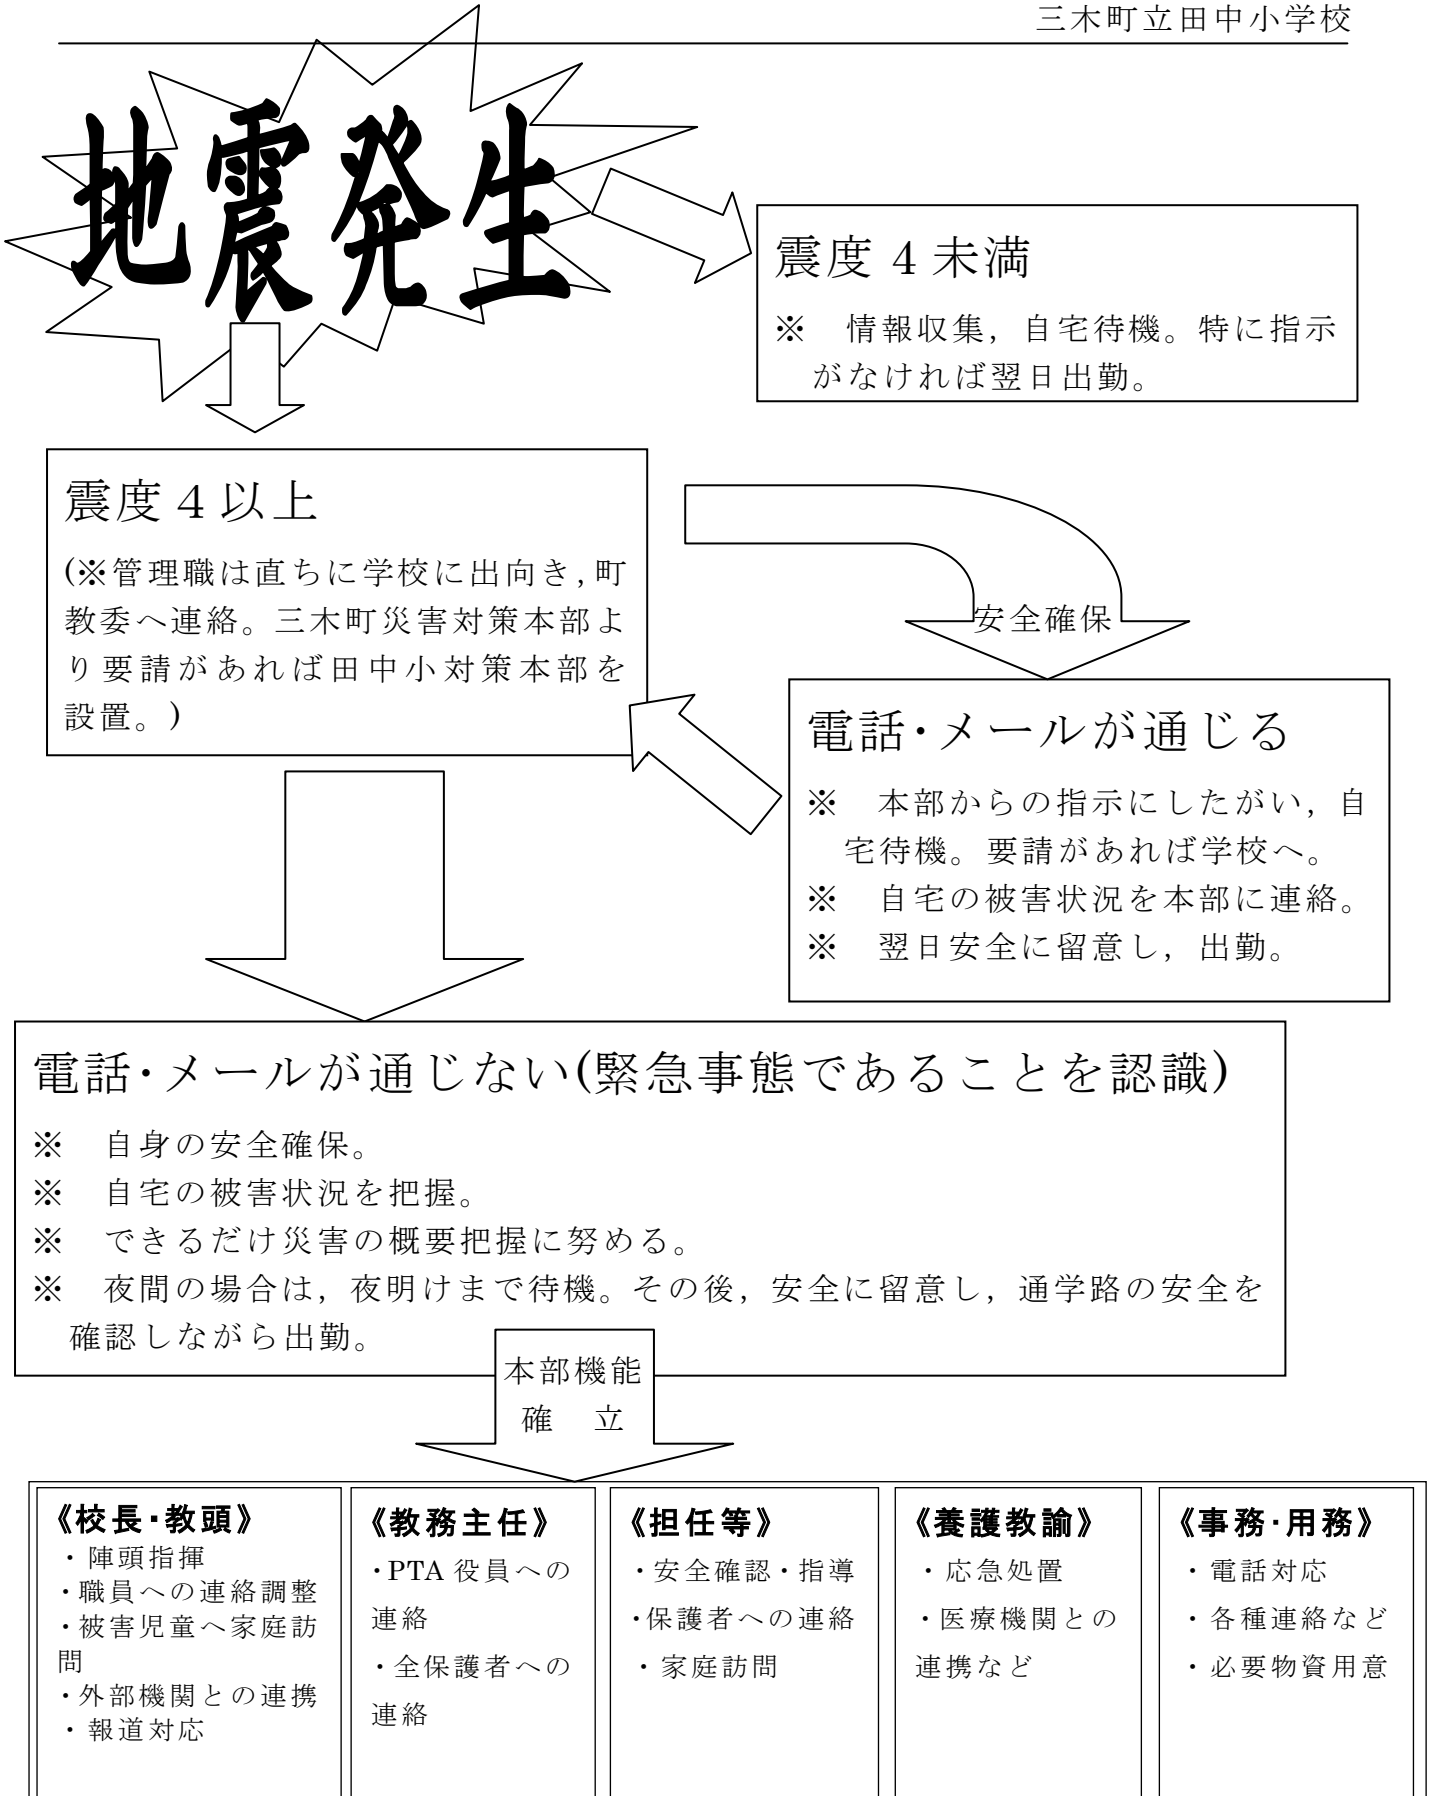 三木町立田中小学校
地震発生
震度4未満
※　情報収集，自宅待機。特に指示
がなければ翌日出勤。
震度4以上
(※管理職は直ちに学校に出向き,町
教委へ連絡。三木町災害対策本部よ
り要請があれば田中小対策本部を
設置。)
安全確保
電話・メールが通じる
※　本部からの指示にしたがい，自
宅待機。要請があれば学校へ。
※　自宅の被害状況を本部に連絡。
※　翌日安全に留意し，出勤。
電話・メールが通じない(緊急事態であることを認識)
※　自身の安全確保。
※　自宅の被害状況を把握。
※　できるだけ災害の概要把握に努める。
※　夜間の場合は，夜明けまで待機。その後，安全に留意し，通学路の安全を
確認しながら出勤。
本部機能
確　立
《校長・教頭》
・陣頭指揮
・職員への連絡調整
・被害児童へ家庭訪
問
・外部機関との連携
・報道対応
《教務主任》
・PTA 役員への
連絡
・全保護者への
連絡
《担任等》
・安全確認・指導
・保護者への連絡
・家庭訪問
《養護教諭》
・応急処置
・医療機関との
連携など
《事務・用務》
・電話対応
・各種連絡など
・必要物資用意